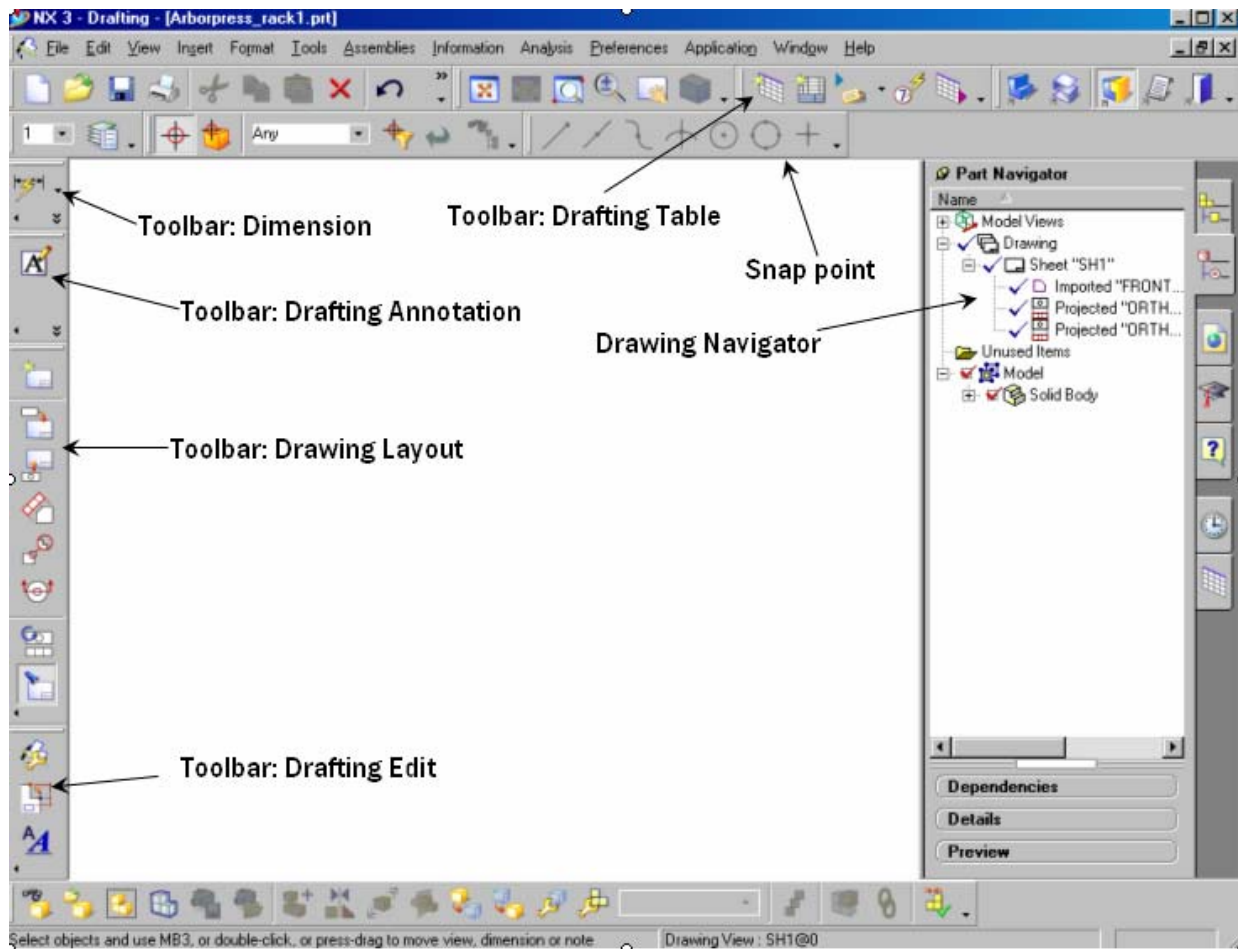 NX 3 - Drafting - [Arborpress_rack1.prt]
File Edit View Insert Format Tools Assemblies Information Analysis Preferences Application Window Help
1 Any
Part Navigator
Name
Toolbar: Dimension
Toolbar: Drafting Table
Model Views
Drawing
Sheet "SH1"
Snap point
Imported "FRONT...
Toolbar: Drafting Annotation
Projected "ORTH...
Projected "ORTH...
Drawing Navigator
Unused Items
Model
Solid Body
Toolbar: Drawing Layout
Toolbar: Drafting Edit
Dependencies
Details
Preview
Select objects and use MB3, or double-click, or press-drag to move view, dimension or note
Drawing View : SH1@0